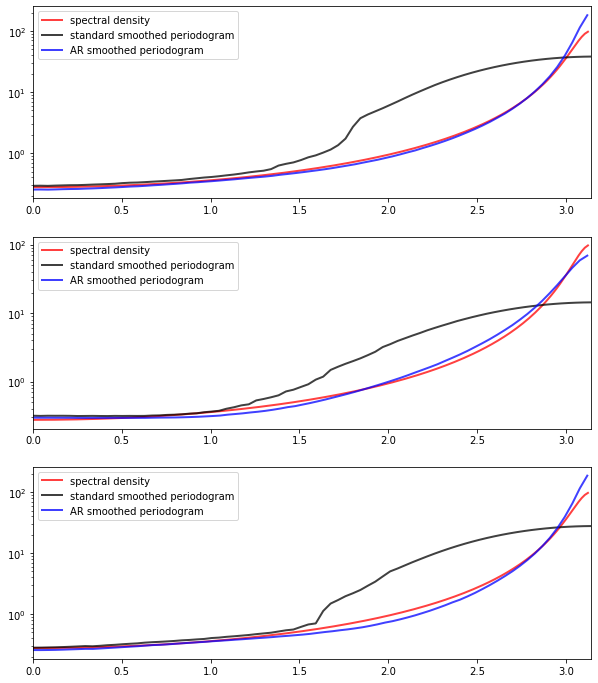 10²
10¹
10⁰
spectral density
standard smoothed periodogram
AR smoothed periodogram
0.0 0.5 1.0 1.5 2.0 2.5 3.0
10²
10¹
10⁰
spectral density
standard smoothed periodogram
AR smoothed periodogram
0.0 0.5 1.0 1.5 2.0 2.5 3.0
10²
10¹
10⁰
spectral density
standard smoothed periodogram
AR smoothed periodogram
0.0 0.5 1.0 1.5 2.0 2.5 3.0